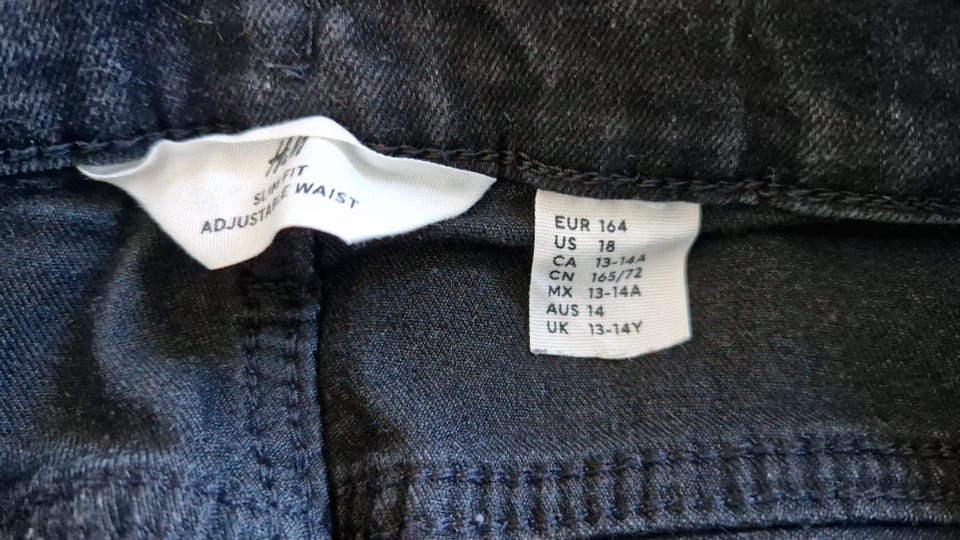 H&M
SLIM FIT
ADJUSTABLE WAIST
EUR 164
US 18
CA 13-14A
CN 165/72
MX 13-14A
AUS 14
UK 13-14Y